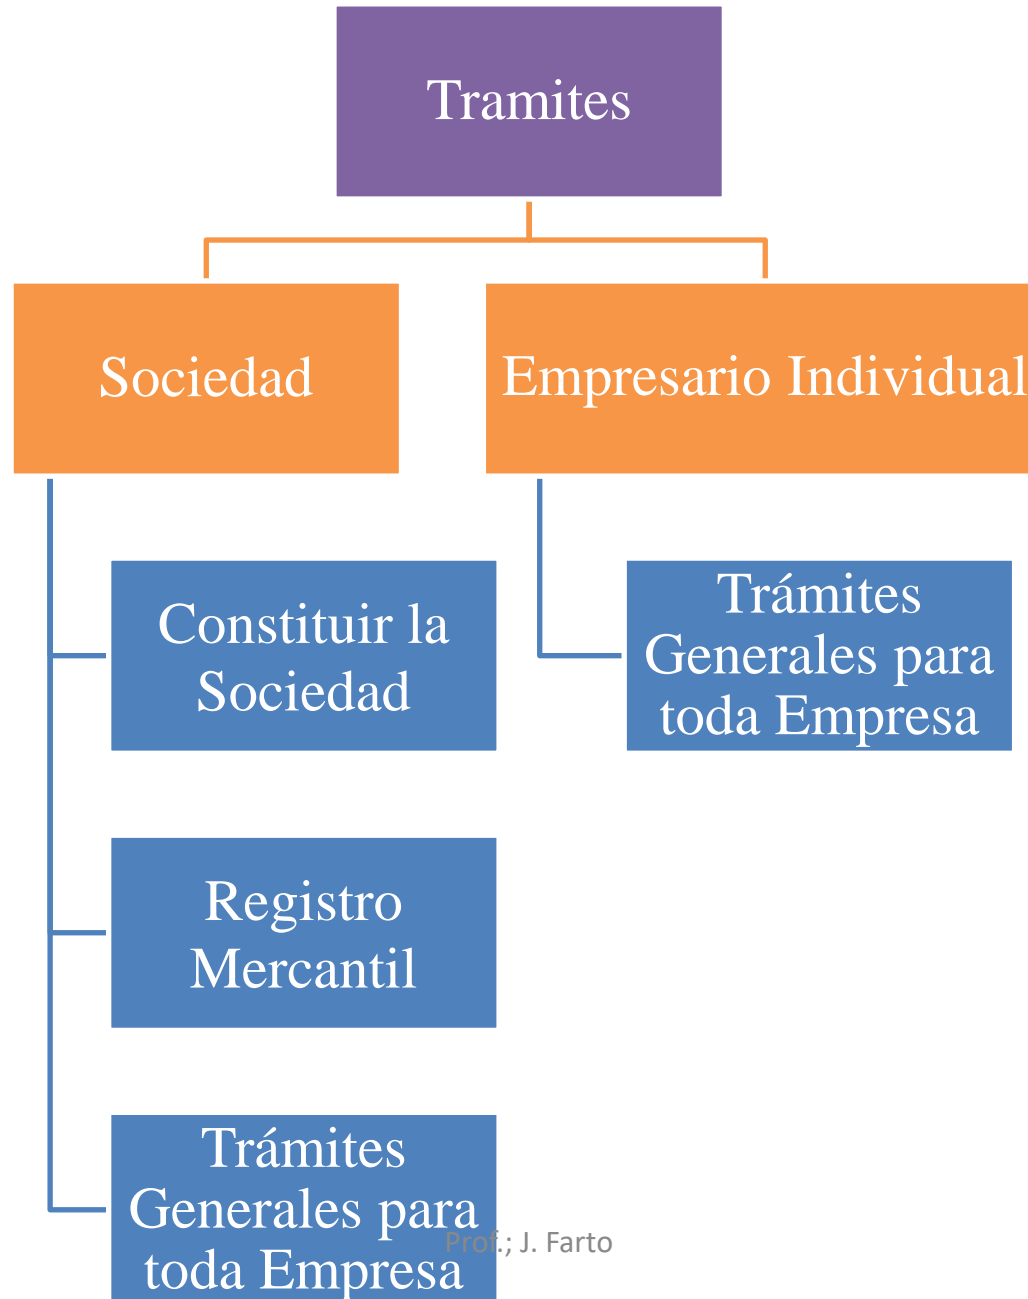 Tramites
Sociedad
Empresario Individual
Constituir la
Sociedad
Trámites
Generales para
toda Empresa
Registro
Mercantil
Trámites
Generales para
toda Empresa
Prof.; J. Farto